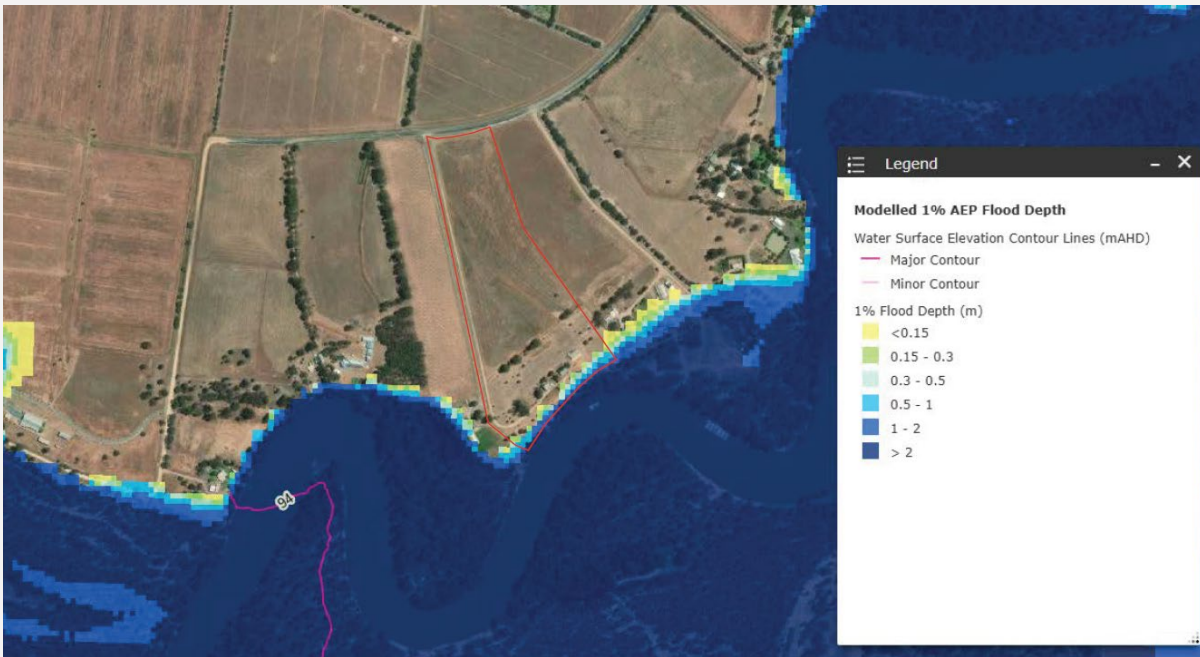 94
Legend
Modelled 1% AEP Flood Depth
Water Surface Elevation Contour Lines (mAHD)
Major Contour
Minor Contour
1% Flood Depth (m)
<0.15
0.15 - 0.3
0.3 - 0.5
0.5 - 1
1 - 2
> 2